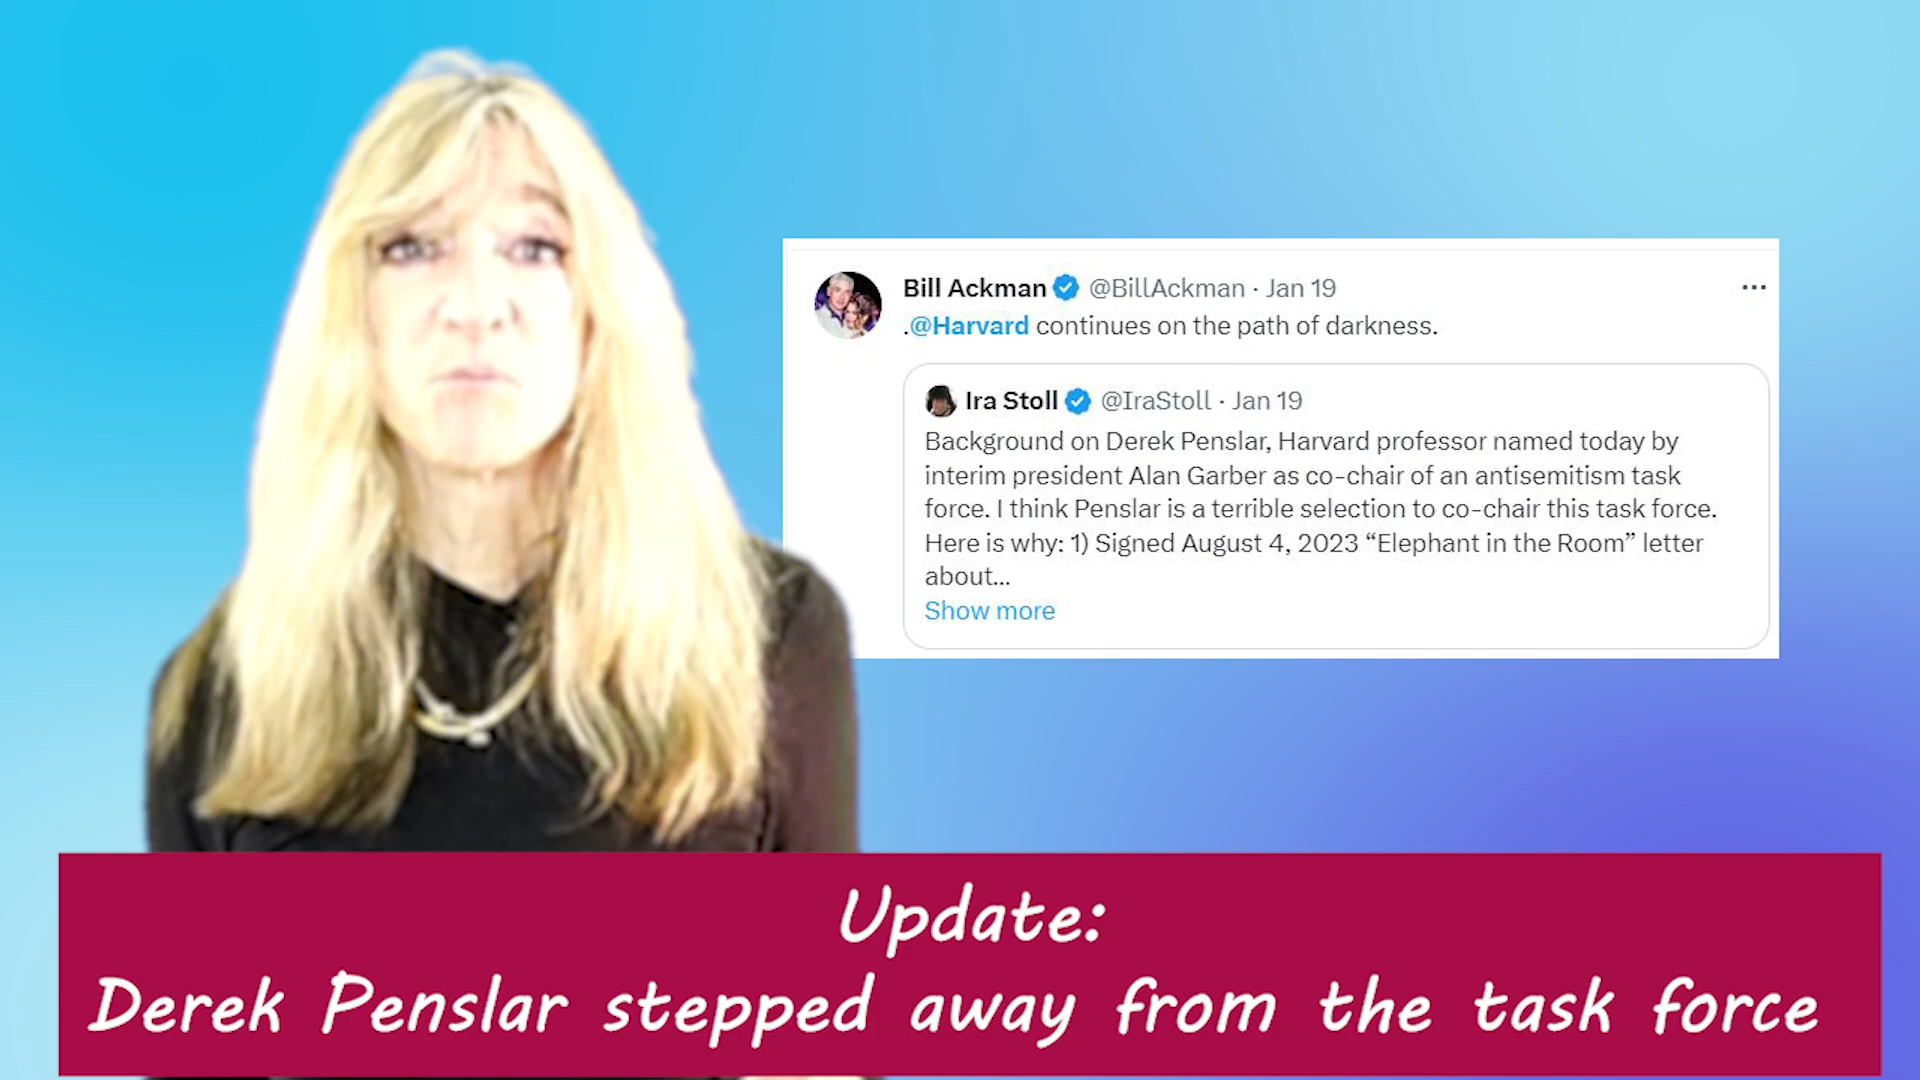 Bill Ackman @BillAckman · Jan 19
.@Harvard continues on the path of darkness.
Ira Stoll @IraStoll · Jan 19
Background on Derek Penslar, Harvard professor named today by
interim president Alan Garber as co-chair of an antisemitism task
force. I think Penslar is a terrible selection to co-chair this task force.
Here is why: 1) Signed August 4, 2023 “Elephant in the Room” letter
about...
Show more
Update:
Derek Penslar stepped away from the task force